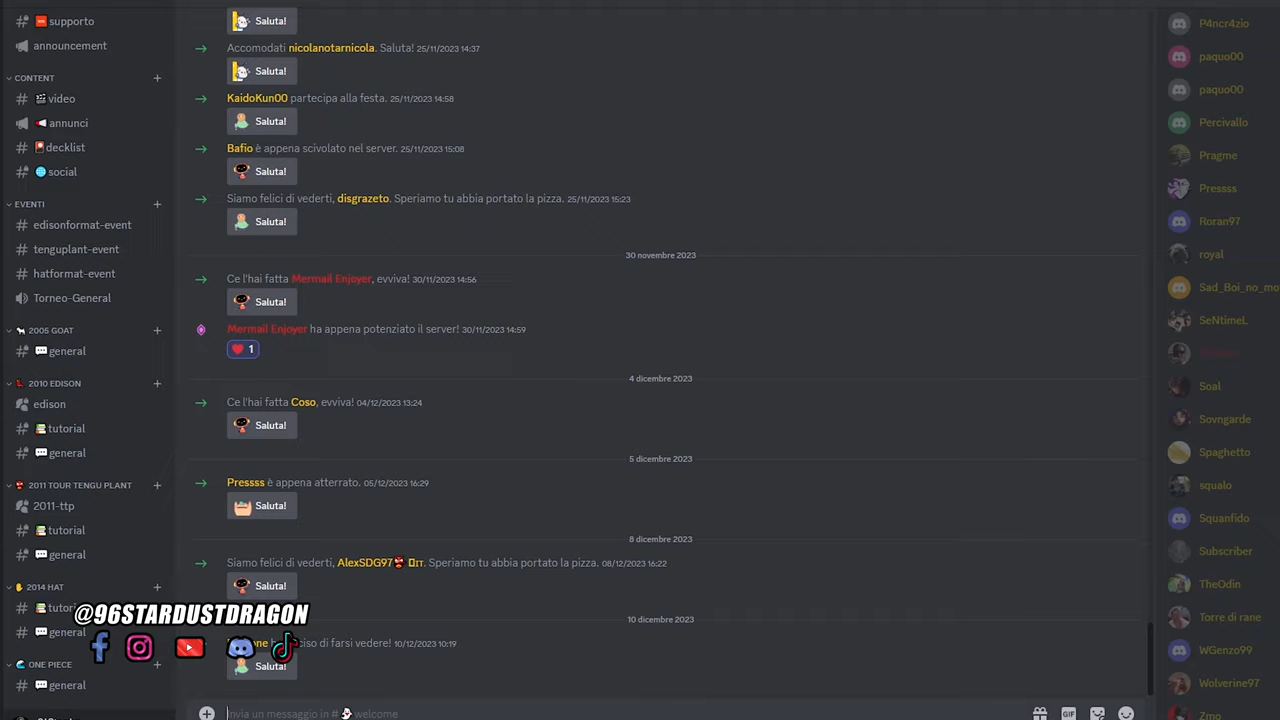 supporto
announcement
CONTENT
video
annunci
decklist
social
EVENTI
edisonformat-event
tenguplant-event
hatformat-event
Torneo-General
2005 GOAT
general
2010 EDISON
edison
tutorial
general
2011 TOUR TENGU PLANT
2011-ttp
tutorial
general
2014 HAT
general
ONE PIECE
general
@96STARDUSTDRAGON
Saluta!
Accomodati nicolanotarnicola. Saluta! 25/11/2023 14:37
Saluta!
KaidoKun00 partecipa alla festa. 25/11/2023 14:58
Saluta!
Bafio è appena scivolato nel server. 25/11/2023 15:08
Saluta!
Siamo felici di vederti, disgrazeto. Speriamo tu abbia portato la pizza. 25/11/2023 15:23
Saluta!
30 novembre 2023
Ce l'hai fatta Mermail Enjoyer, evviva! 30/11/2023 14:56
Saluta!
Mermail Enjoyer ha appena potenziato il server! 30/11/2023 14:59
1
4 dicembre 2023
Ce l'hai fatta Coso, evviva! 04/12/2023 13:24
Saluta!
5 dicembre 2023
Pressss è appena atterrato. 05/12/2023 16:29
Saluta!
8 dicembre 2023
Siamo felici di vederti, AlexSDG97 IT. Speriamo tu abbia portato la pizza. 08/12/2023 16:22
Saluta!
10 dicembre 2023
di farsi vedere! 10/12/2023 10:19
Saluta!
Invia un messaggio in # welcome
GIF
P4ncr4zio
paquo00
paquo00
Percivallo
Pragme
Pressss
Roran97
royal
Sad_Boi_no_mo
SeNtimeL
Soal
Sovngarde
Spaghetto
squalo
Squanfido
Subscriber
TheOdin
Torre di rane
WGenzo99
Wolverine97
Zmo